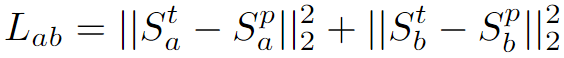 L_{ab} = ||S_a^t - S_a^p||_2^2 + ||S_b^t - S_b^p||_2^2